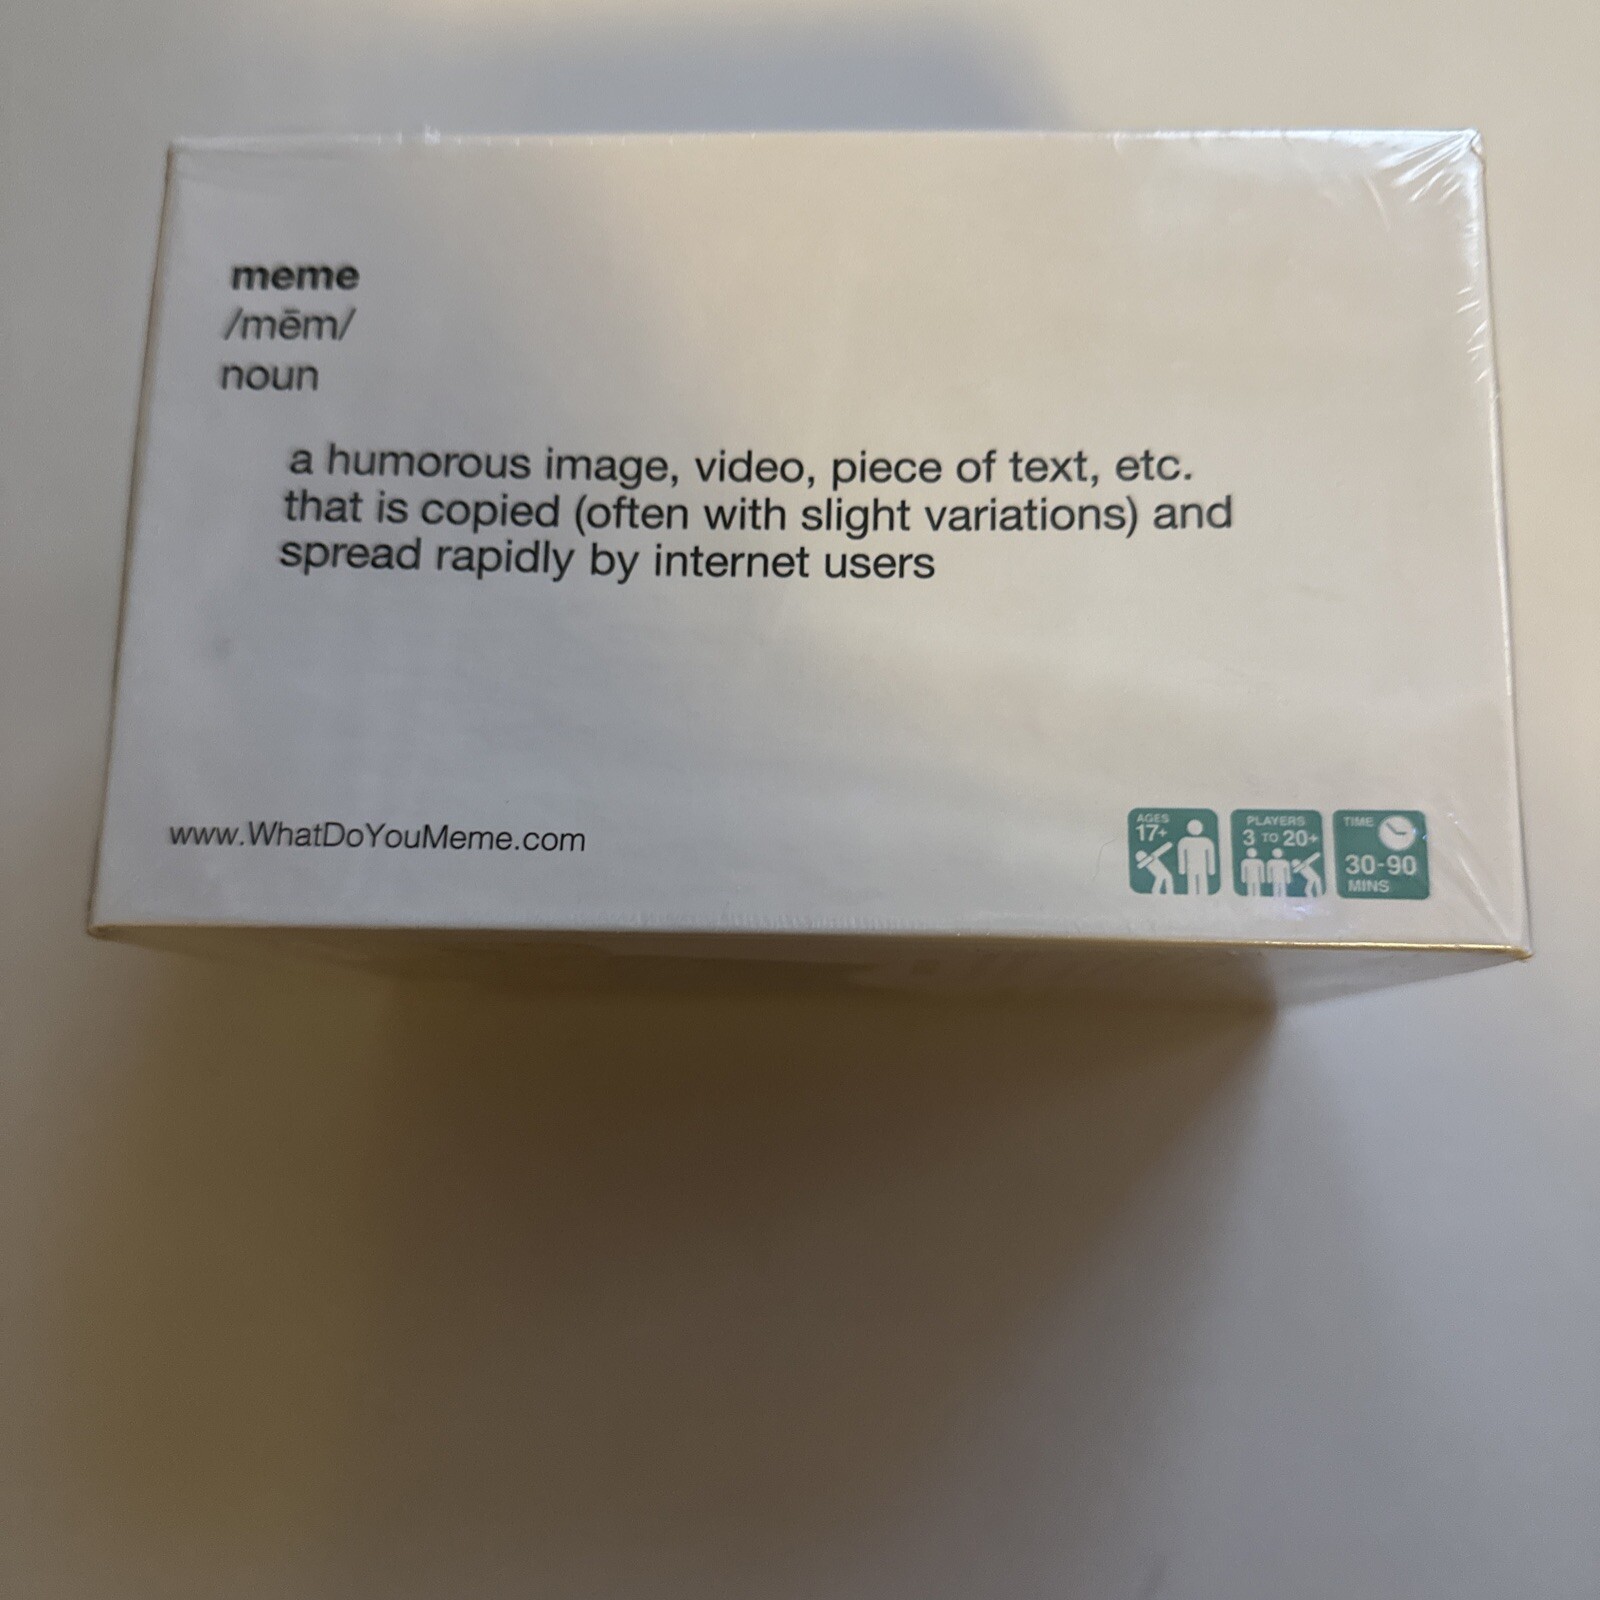 meme
/mēm/
noun
a humorous image, video, piece of text, etc.
that is copied (often with slight variations) and
spread rapidly by internet users
www.WhatDoYouMeme.com
AGES
17+
PLAYERS
3 TO 20+
TIME
30-90
MINS